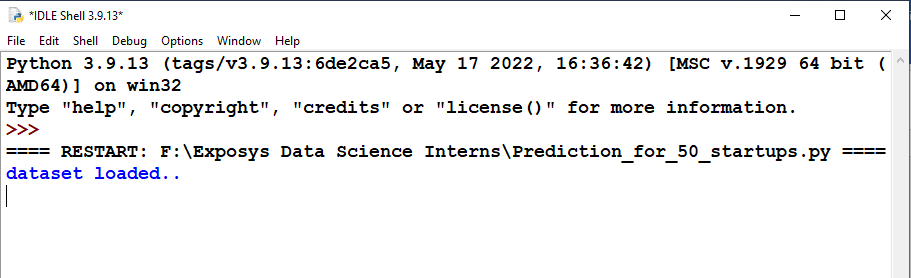 *IDLE Shell 3.9.13*
File Edit Shell Debug Options Window Help
Python 3.9.13 (tags/v3.9.13:6de2ca5, May 17 2022, 16:36:42) [MSC v.1929 64 bit (
AMD64)] on win32
Type "help", "copyright", "credits" or "license()" for more information.
>>>
==== RESTART: F:\Exposys Data Science Interns\Prediction_for_50_startups.py ====
dataset loaded..